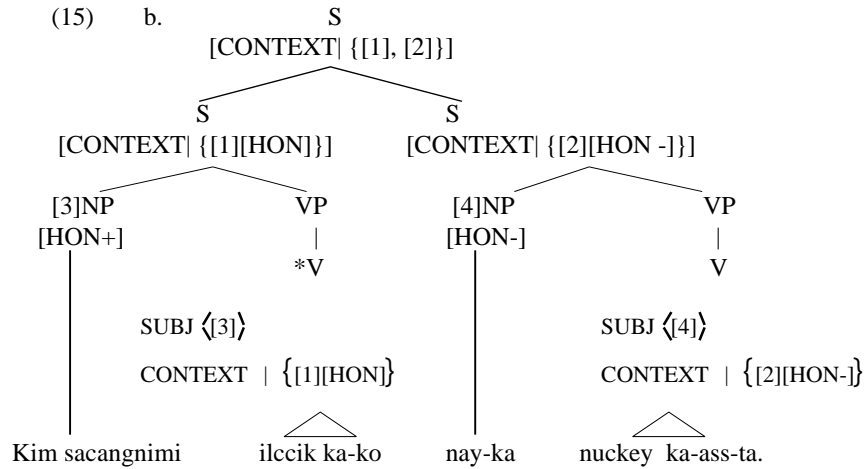 (15) b. S
[CONTEXT| {[1], [2]}]
S S
[CONTEXT| {[1][HON]}] [CONTEXT| {[2][HON -]}]
[3]NP VP [4]NP VP
[HON+] | [HON-] |
*V V
SUBJ ⟨[3]⟩ SUBJ ⟨[4]⟩
CONTEXT | {[1][HON]} CONTEXT | {[2][HON-]}
Kim sacangnimi ilccik ka-ko nay-ka nuckey ka-ass-ta.